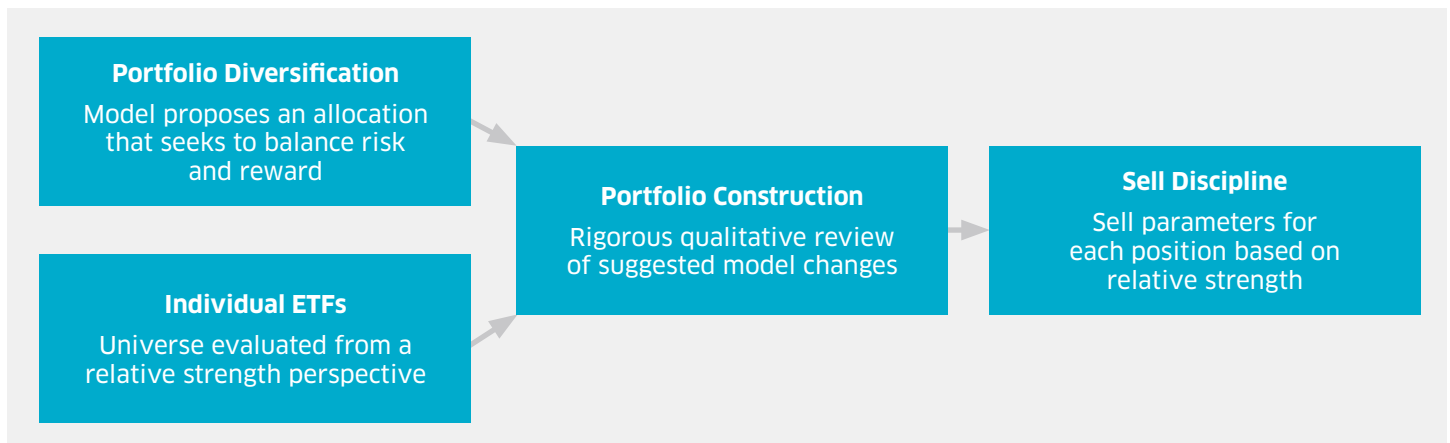 Portfolio Diversification
Model proposes an allocation
that seeks to balance risk
and reward
Individual ETFs
Universe evaluated from a
relative strength perspective
Portfolio Construction
Rigorous qualitative review
of suggested model changes
Sell Discipline
Sell parameters for
each position based on
relative strength